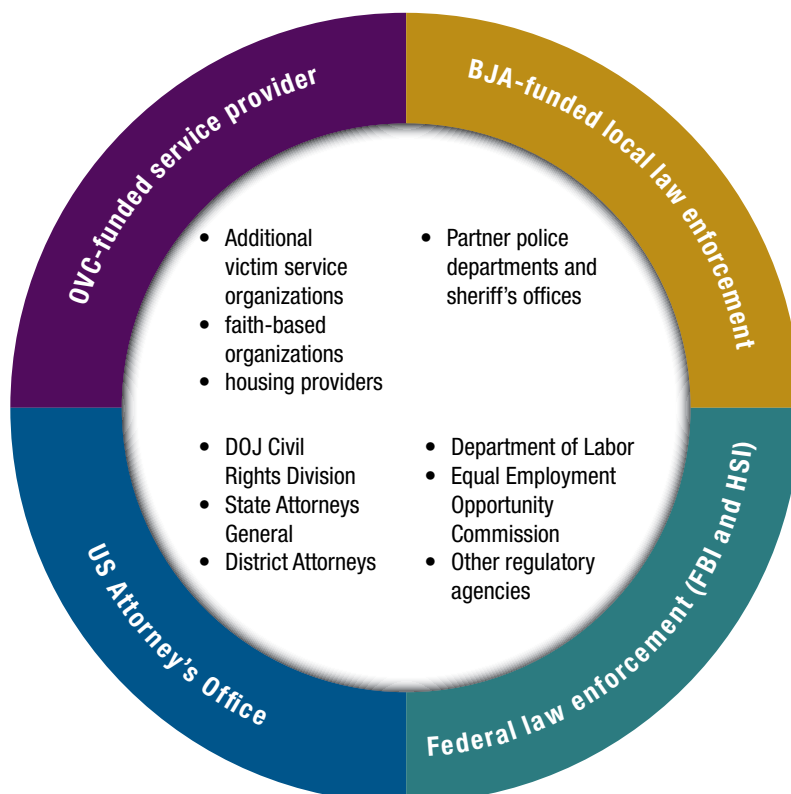 OVC-funded service provider
BJA-funded local law enforcement
• Additional
victim service
organizations
• faith-based
organizations
• housing providers
• Partner police
departments and
sheriff's offices
• DOJ Civil
Rights Division
• State Attorneys
General
• District Attorneys
• Department of Labor
• Equal Employment
Opportunity
Commission
• Other regulatory
agencies
US Attorney's Office
Federal law enforcement (FBI and HSI)